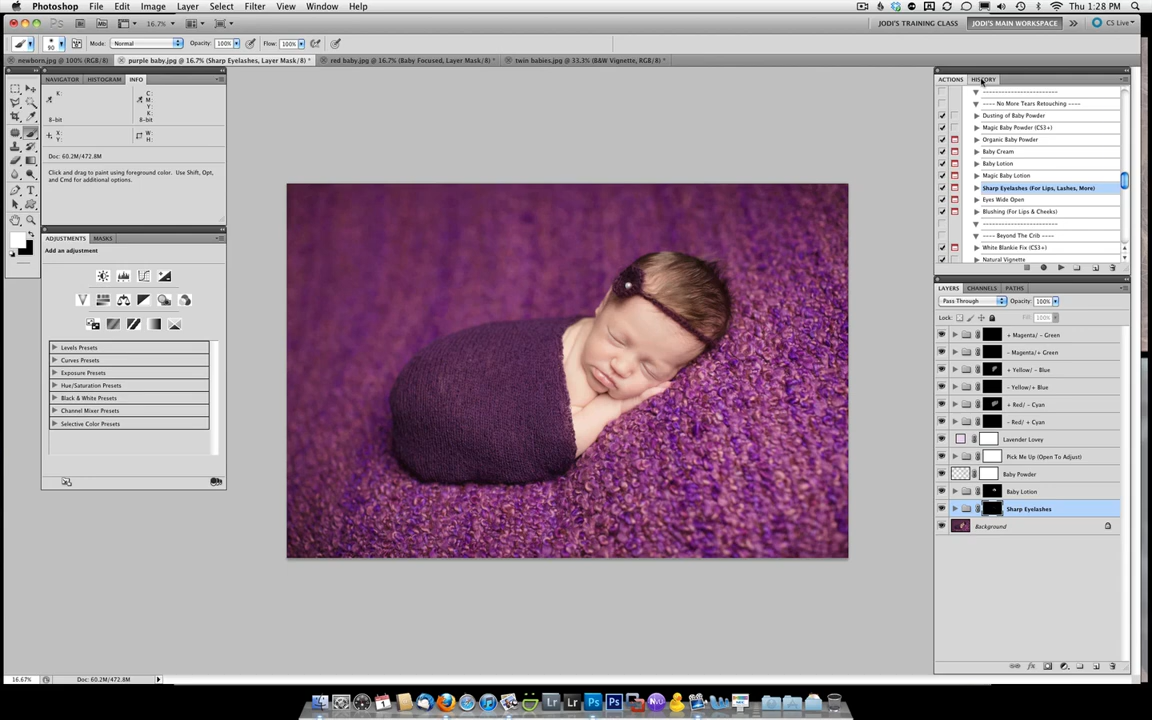 Photoshop File Edit Image Layer Select Filter Analysis 3D View Window Help Thu 1:28 PM
16.7% JODI'S TRAINING CLASS JODI'S MAIN WORKSPACE CS Live
90 Mode: Normal Opacity: 100% Flow: 100%
newborn.jpg @ 100% (RGB/8) purple baby.jpg @ 16.7% (Sharp Eyelashes, Layer Mask/8) * red baby.jpg @ 16.7% (Baby Focused, Layer Mask/8) * twin babies.jpg @ 33.3% (B&W Vignette, RGB/8) *
NAVIGATOR HISTOGRAM INFO
K: C:
M:
Y:
8-bit K:
8-bit
X: W:
Y: H:
Doc: 60.2M/472.8M
Click and drag to paint using foreground color. Use Shift, Opt, and Cmd for additional options.
ADJUSTMENTS MASKS
Add an adjustment
Levels Presets
Curves Presets
Exposure Presets
Hue/Saturation Presets
Black & White Presets
Channel Mixer Presets
Selective Color Presets
ACTIONS HISTORY
------------------------
---- No More Tears Retouching ----
Dusting of Baby Powder
Magic Baby Powder (CS3+)
Organic Baby Powder
Baby Cream
Baby Lotion
Magic Baby Lotion
Sharp Eyelashes (For Lips, Lashes, More)
Eyes Wide Open
Blushing (For Lips & Cheeks)
------------------------
---- Beyond The Crib ----
White Blankie Fix (CS3+)
Natural Vignette
LAYERS CHANNELS PATHS
Pass Through Opacity: 100%
Lock: Fill: 100%
+ Magenta/ - Green
- Magenta/+ Green
+ Yellow/ - Blue
- Yellow/+ Blue
+ Red/ - Cyan
- Red/ + Cyan
Lavender Lovey
Pick Me Up (Open To Adjust)
Baby Powder
Baby Lotion
Sharp Eyelashes
Background
16.67% Doc: 60.2M/472.8M
Lr Lr Ps Ps